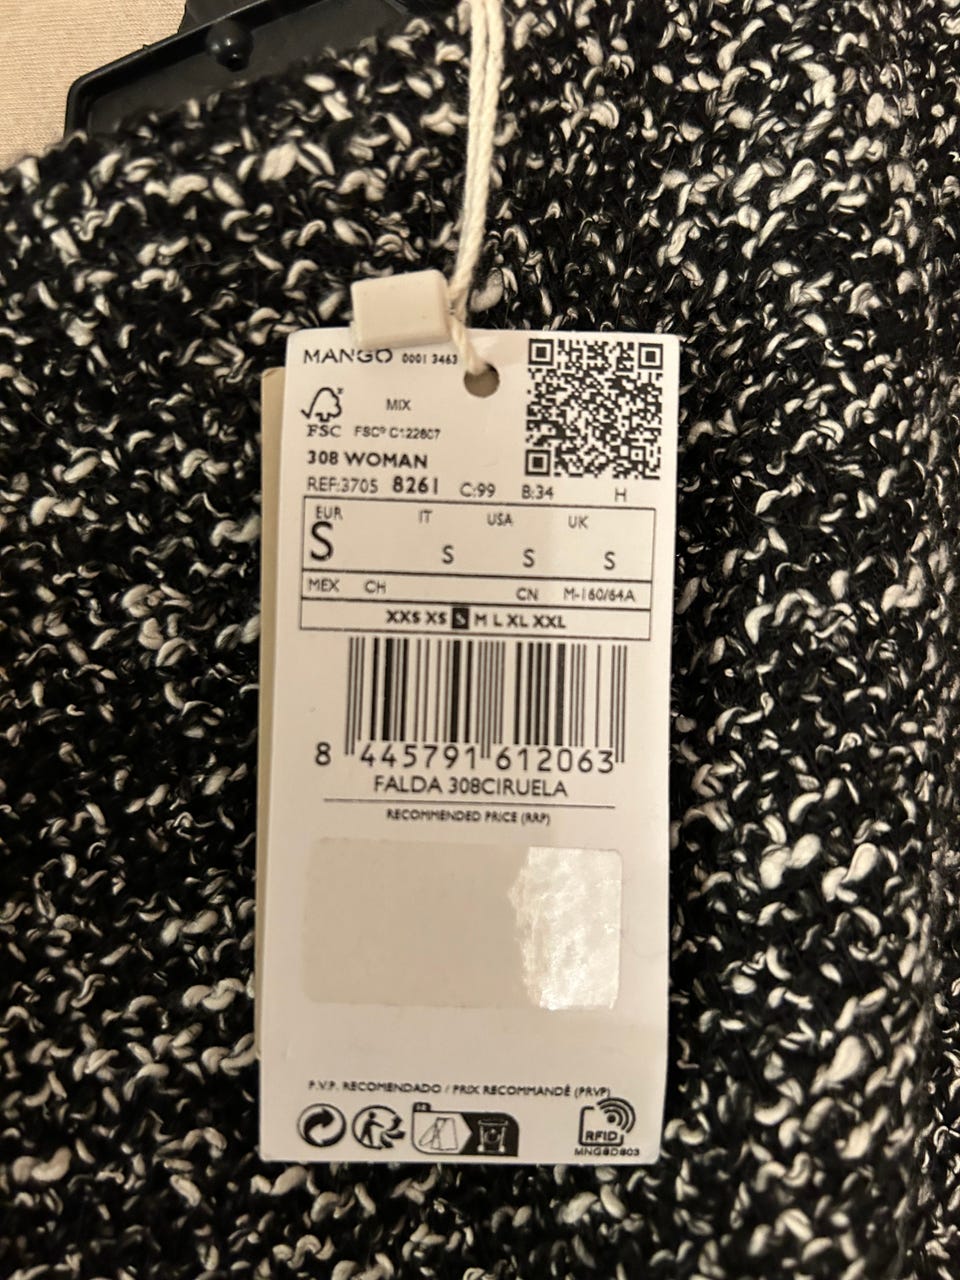 MANGO 0001 3463
MIX
FSC FSC® C122607
308 WOMAN
REF:3705 8261 C:99 B:34 H
EUR IT USA UK
S S S S
MEX CH CN M-160/64A
XXS XS S M L XL XXL
8 445791 612063
FALDA 308CIRUELA
RECOMMENDED PRICE (RRP)
P.V.P. RECOMENDADO / PRIX RECOMMANDÉ (PRVP)
RFID